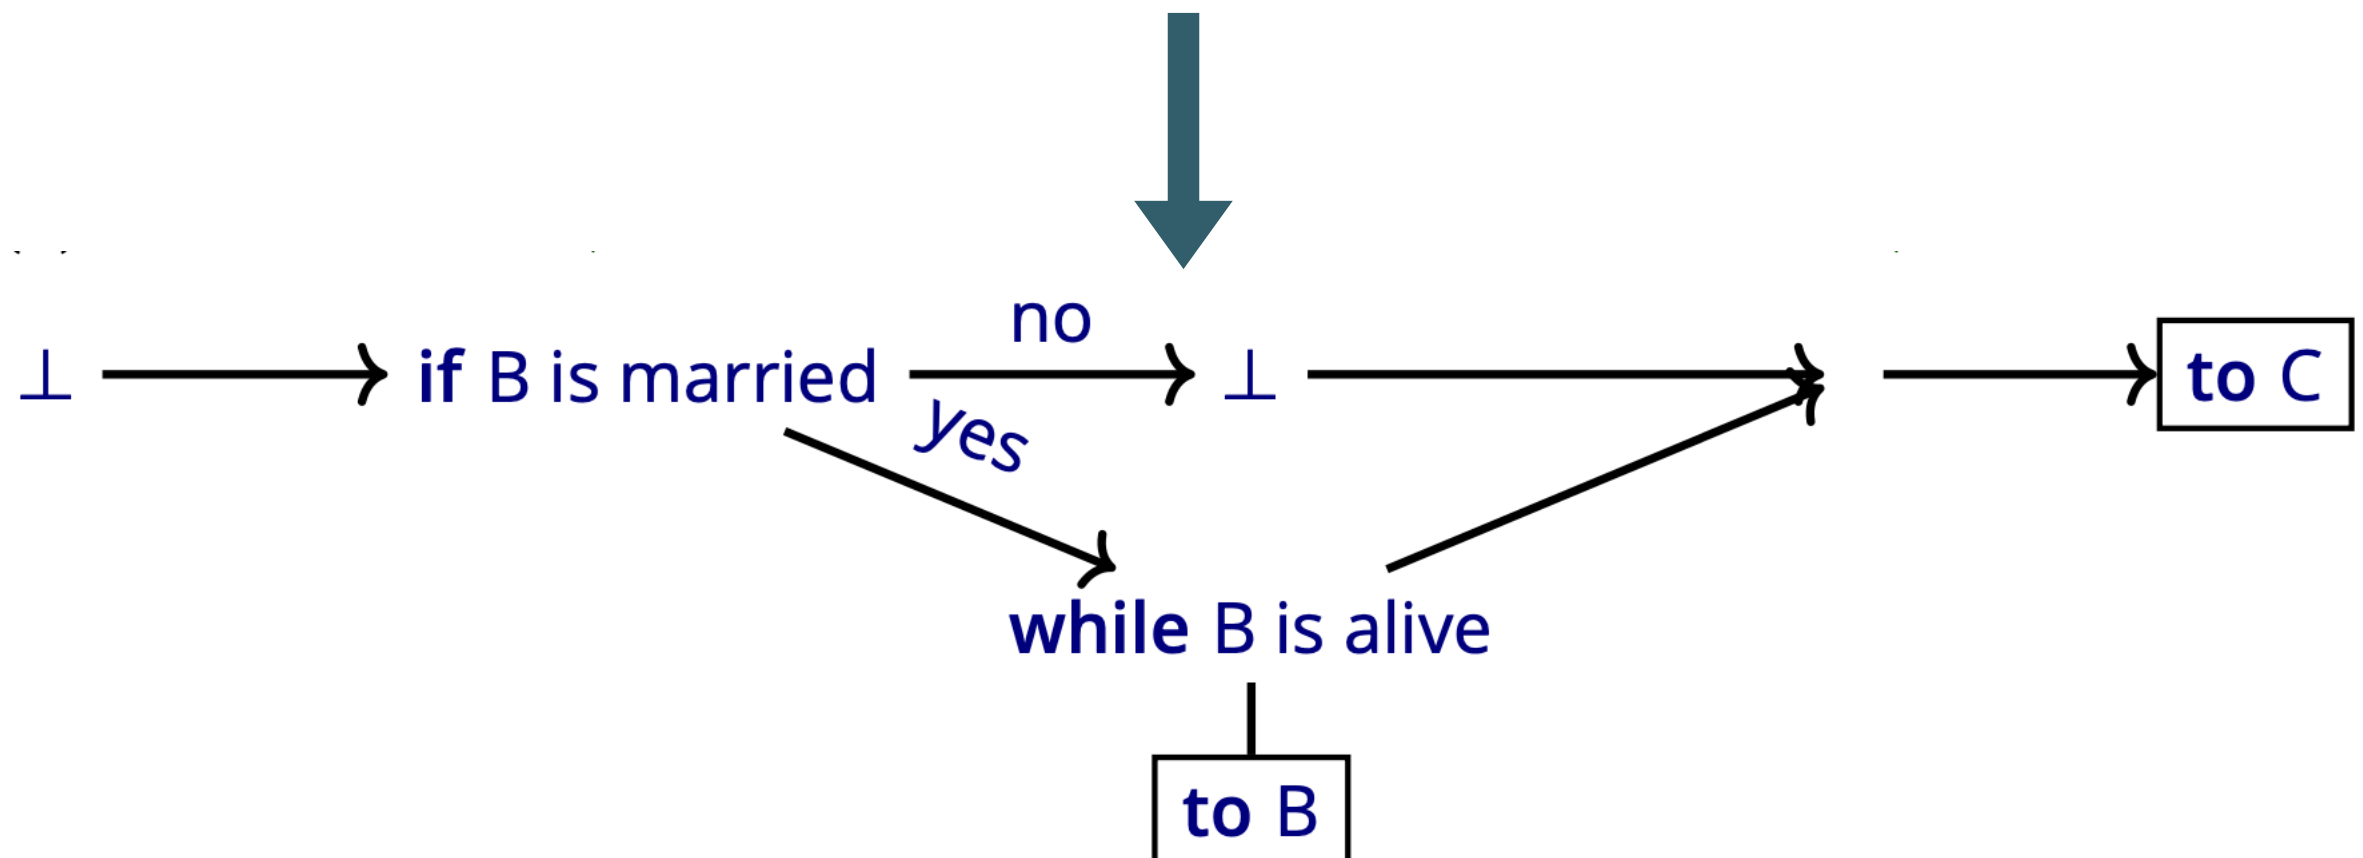 no
⊥
if B is married
⊥
to C
yes
while B is alive
to B